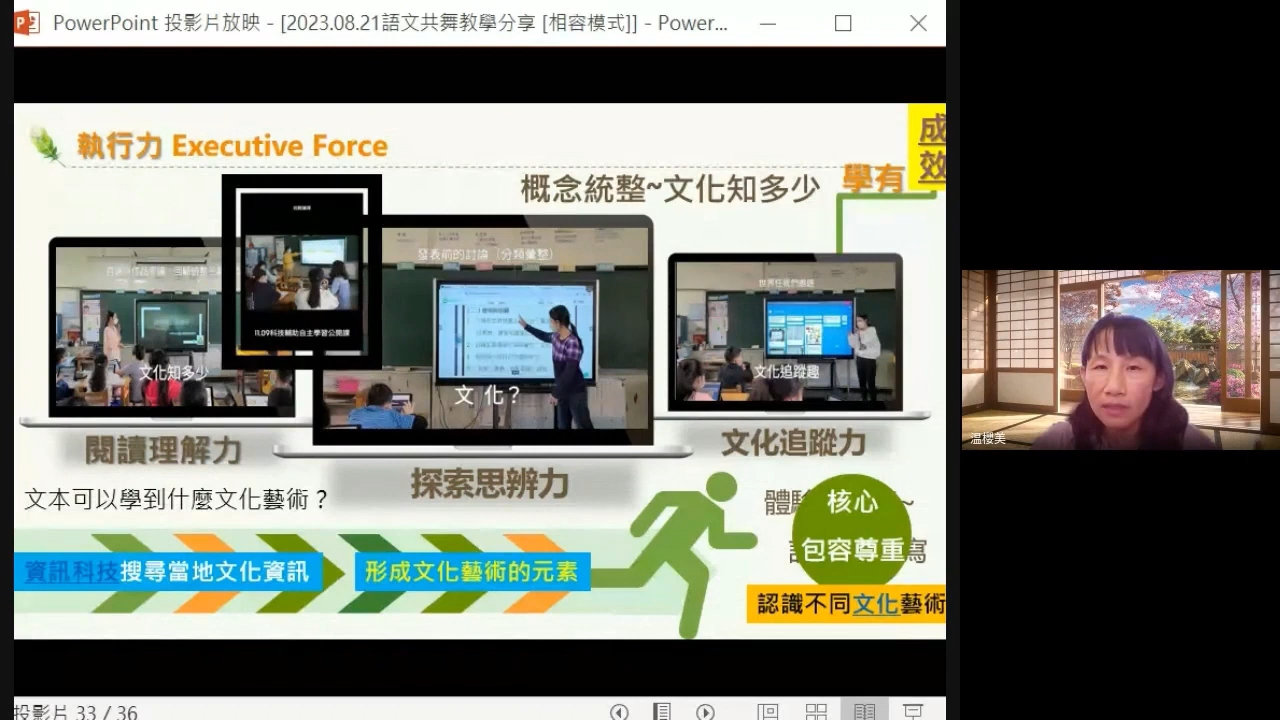 PowerPoint 投影片放映 - [2023.08.21語文共舞教學分享 [相容模式]] - Power...
執行力 Executive Force
成效
學有
概念統整~文化知多少
發表前的討論（分類彙整）
11.09科技輔助自主學習公開課
文化知多少
文 化？
文化追蹤趣
閱讀理解力
探索思辨力
文化追蹤力
文本可以學到什麼文化藝術？
資訊科技搜尋當地文化資訊
形成文化藝術的元素
核心
包容尊重
認識不同文化藝術
温櫻美
投影片 33 / 36